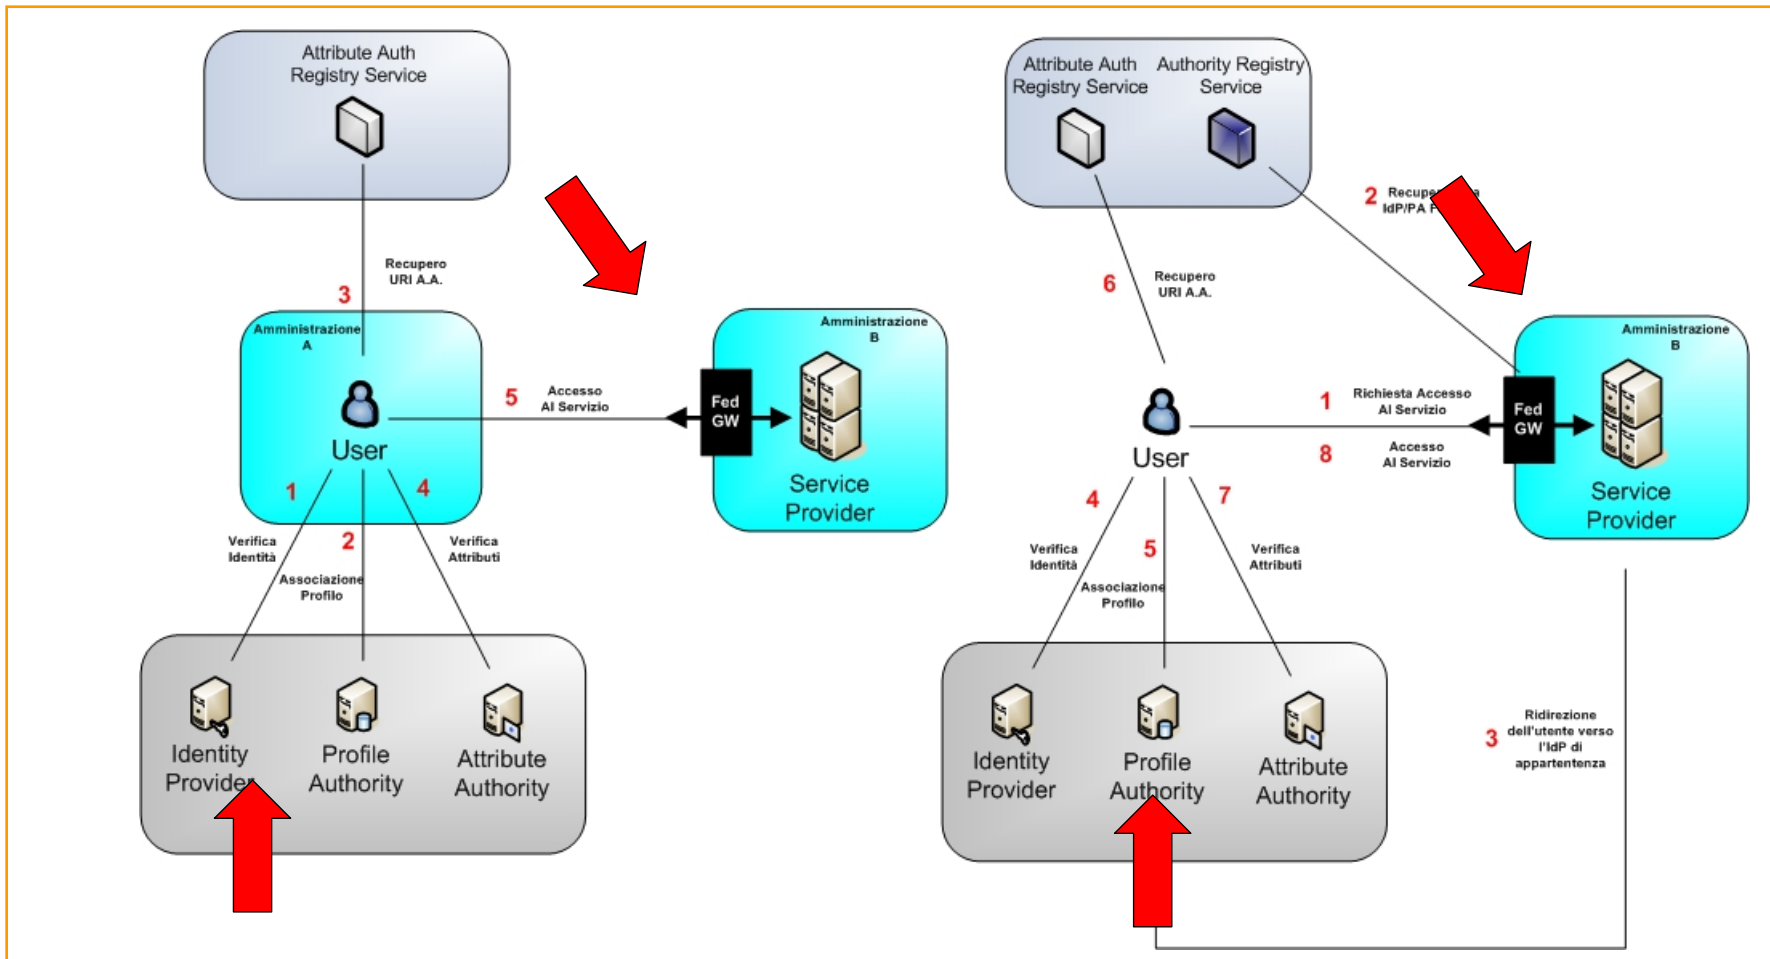 Attribute Auth
Registry Service
3
Recupero
URI A.A.
Amministrazione
A
User
1
2
4
Verifica
Identità
Associazione
Profilo
Verifica
Attributi
5
Accesso
Al Servizio
Fed
GW
Amministrazione
B
Service
Provider
Identity
Provider
Profile
Authority
Attribute
Authority
Attribute Auth
Registry Service
Authority Registry
Service
2
IdP/PA
6
Recupero
URI A.A.
User
1
Richiesta Accesso
Al Servizio
8
Accesso
Al Servizio
Fed
GW
Amministrazione
B
Service
Provider
4
5
7
Verifica
Identità
Associazione
Profilo
Verifica
Attributi
Identity
Provider
Profile
Authority
Attribute
Authority
3
Ridirezione
dell'utente verso
l'IdP di
appartentenza